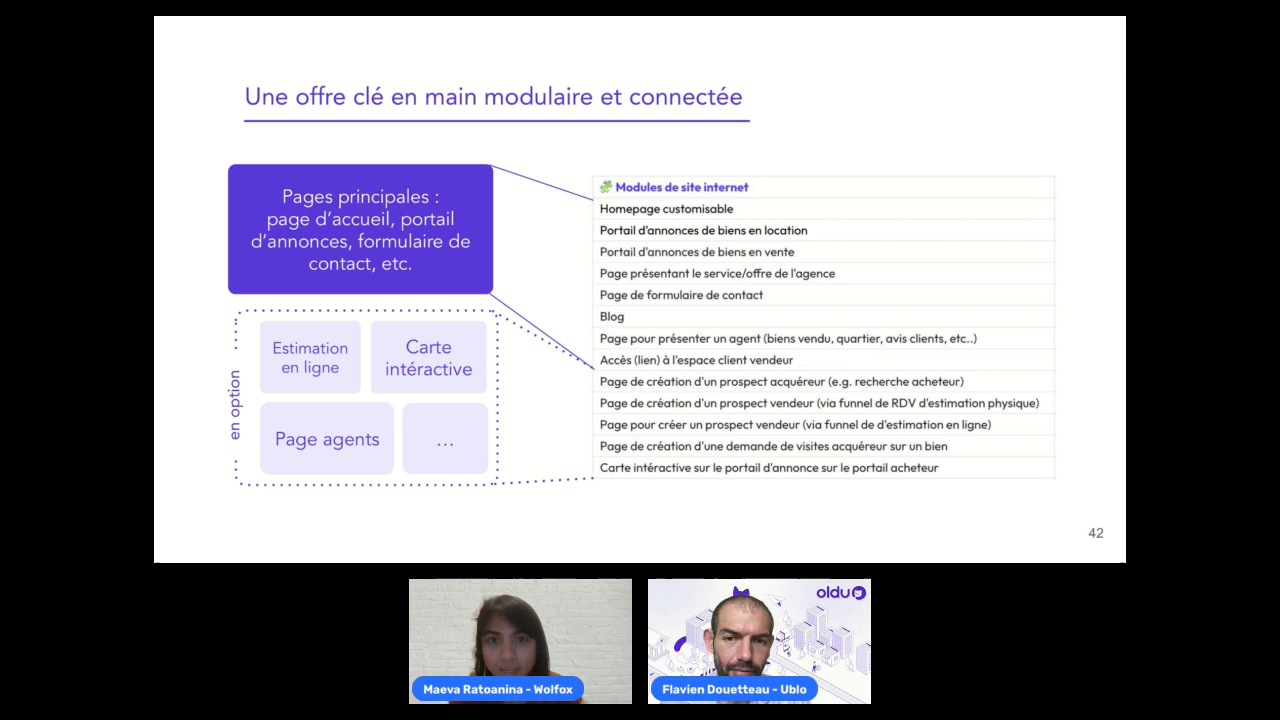 Une offre clé en main modulaire et connectée
Pages principales :
page d'accueil, portail
d'annonces, formulaire de
contact, etc.
en option
Estimation
en ligne
Carte
intéractive
Page agents
...
Modules de site internet
Homepage customisable
Portail d'annonces de biens en location
Portail d'annonces de biens en vente
Page présentant le service/offre de l'agence
Page de formulaire de contact
Blog
Page pour présenter un agent (biens vendu, quartier, avis clients, etc..)
Accès (lien) à l'espace client vendeur
Page de création d'un prospect acquéreur (e.g. recherche acheteur)
Page de création d'un prospect vendeur (via funnel de RDV d'estimation physique)
Page pour créer un prospect vendeur (via funnel de d'estimation en ligne)
Page de création d'une demande de visites acquéreur sur un bien
Carte intéractive sur le portail d'annonce sur le portail acheteur
42
oldu
Maeva Ratoanina - Wolfox
Flavien Douetteau - Ublo